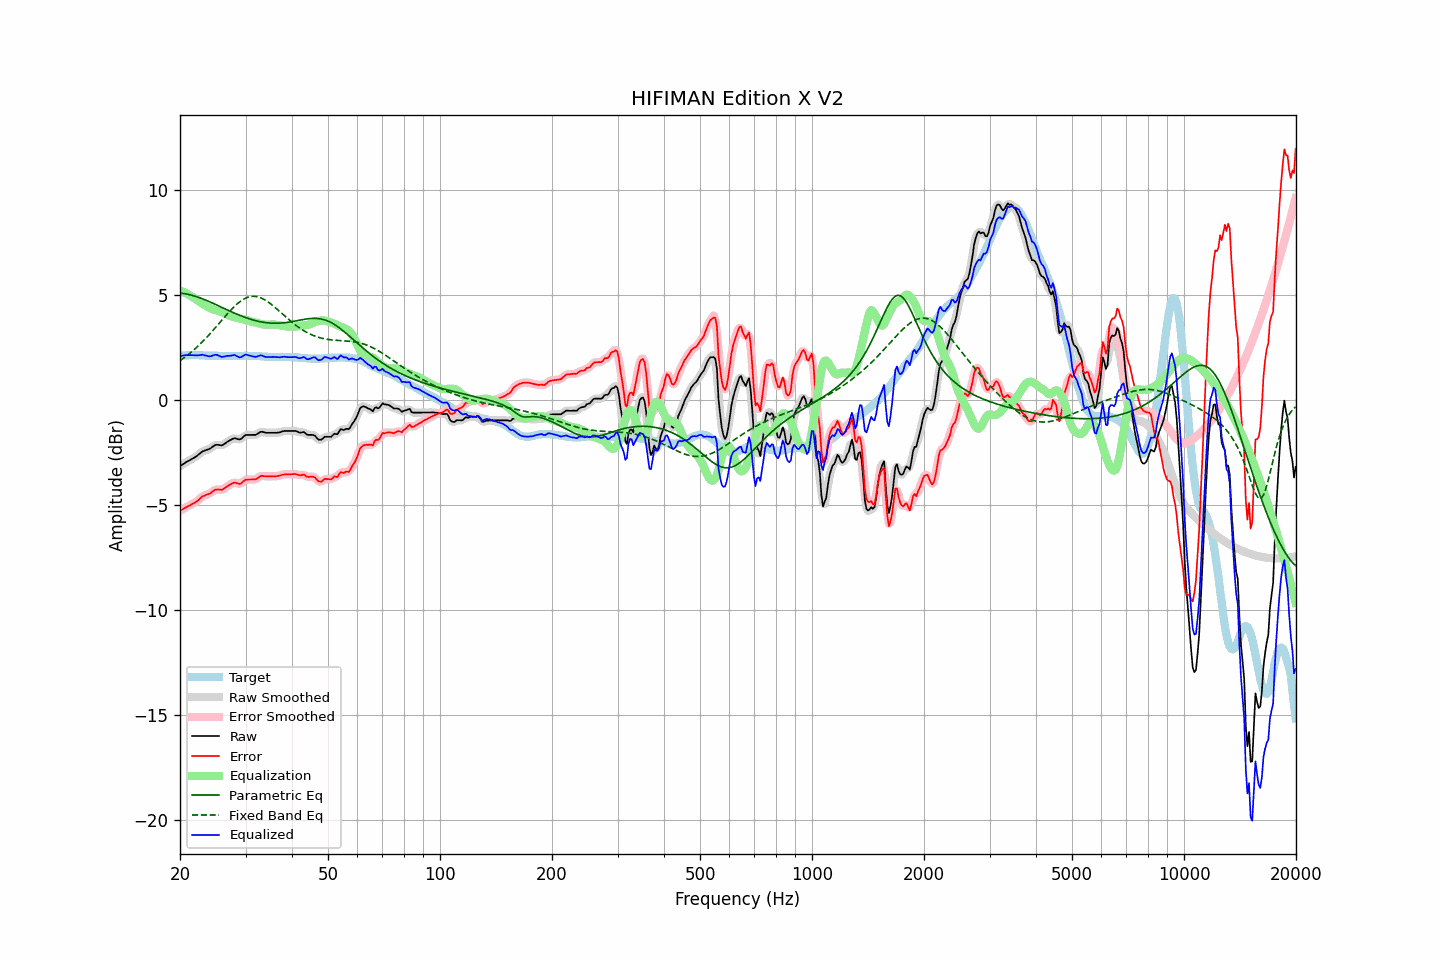 HIFIMAN Edition X V2
10
5
0
−5
−10
−15
−20
Amplitude (dBr)
Target
Raw Smoothed
Error Smoothed
Raw
Error
Equalization
Parametric Eq
Fixed Band Eq
Equalized
20
50
100
200
500
1000
2000
5000
10000
20000
Frequency (Hz)